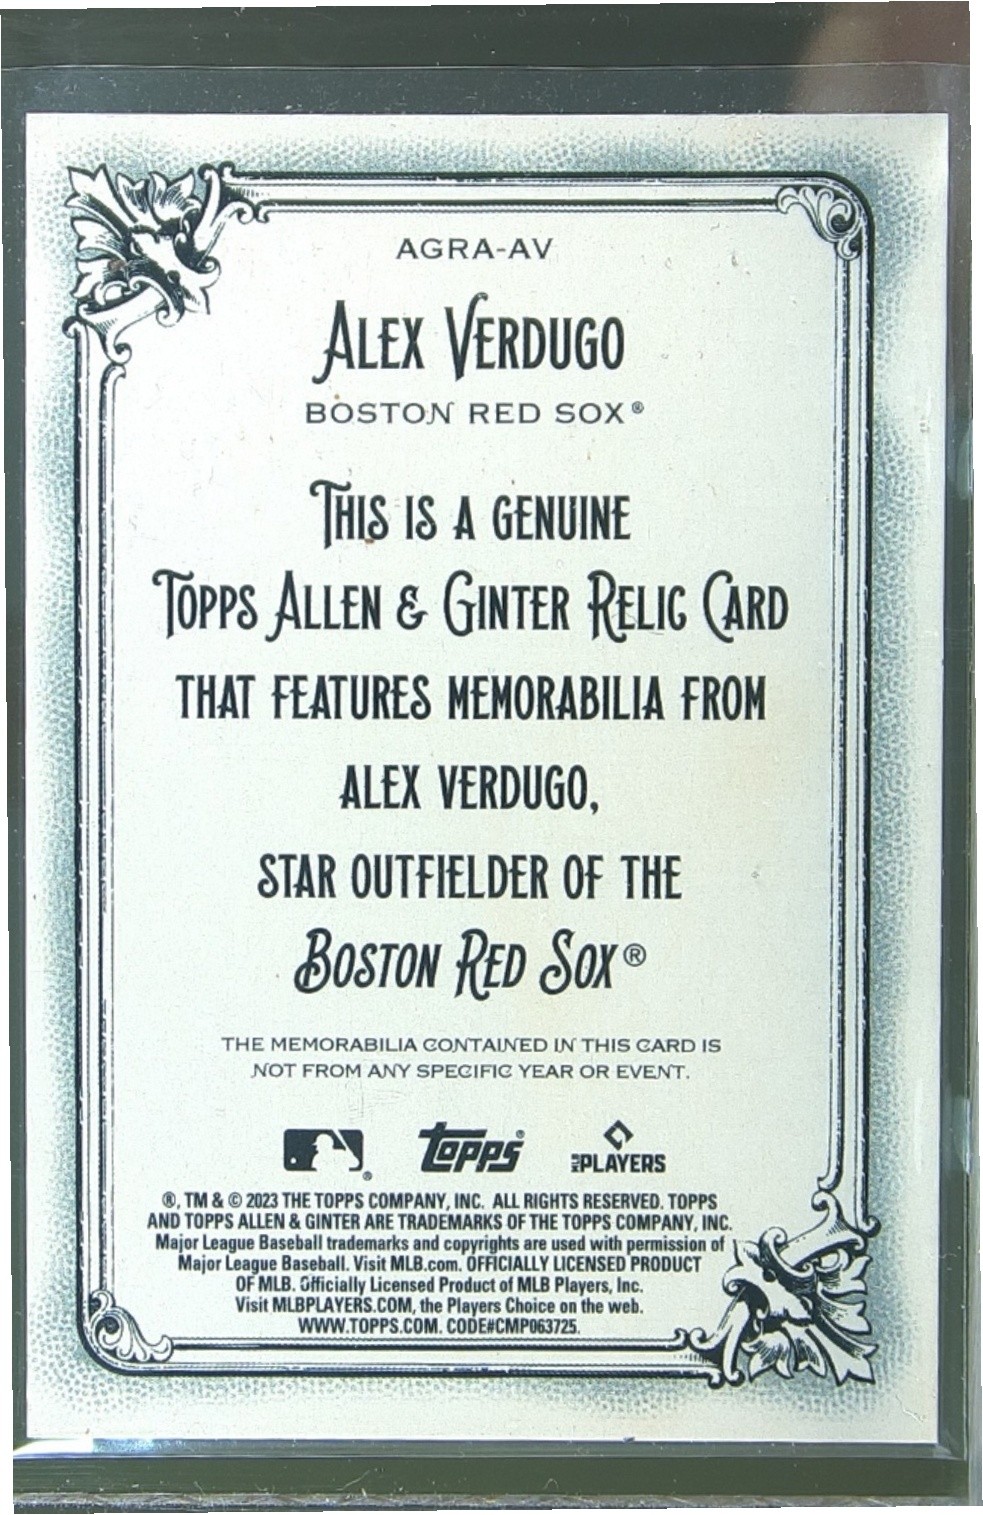 AGRA-AV
ALEX VERDUGO
BOSTON RED SOX®
THIS IS A GENUINE
TOPPS ALLEN & GINTER RELIC CARD
THAT FEATURES MEMORABILIA FROM
ALEX VERDUGO,
STAR OUTFIELDER OF THE
BOSTON RED SOX®
THE MEMORABILIA CONTAINED IN THIS CARD IS
NOT FROM ANY SPECIFIC YEAR OR EVENT.
® topps® MLB PLAYERS
®, TM & © 2023 THE TOPPS COMPANY, INC. ALL RIGHTS RESERVED. TOPPS
AND TOPPS ALLEN & GINTER ARE TRADEMARKS OF THE TOPPS COMPANY, INC.
Major League Baseball trademarks and copyrights are used with permission of
Major League Baseball. Visit MLB.com. OFFICIALLY LICENSED PRODUCT
OF MLB. Officially Licensed Product of MLB Players, Inc.
Visit MLBPLAYERS.COM, the Players Choice on the web.
WWW.TOPPS.COM. CODE#CMP063725.